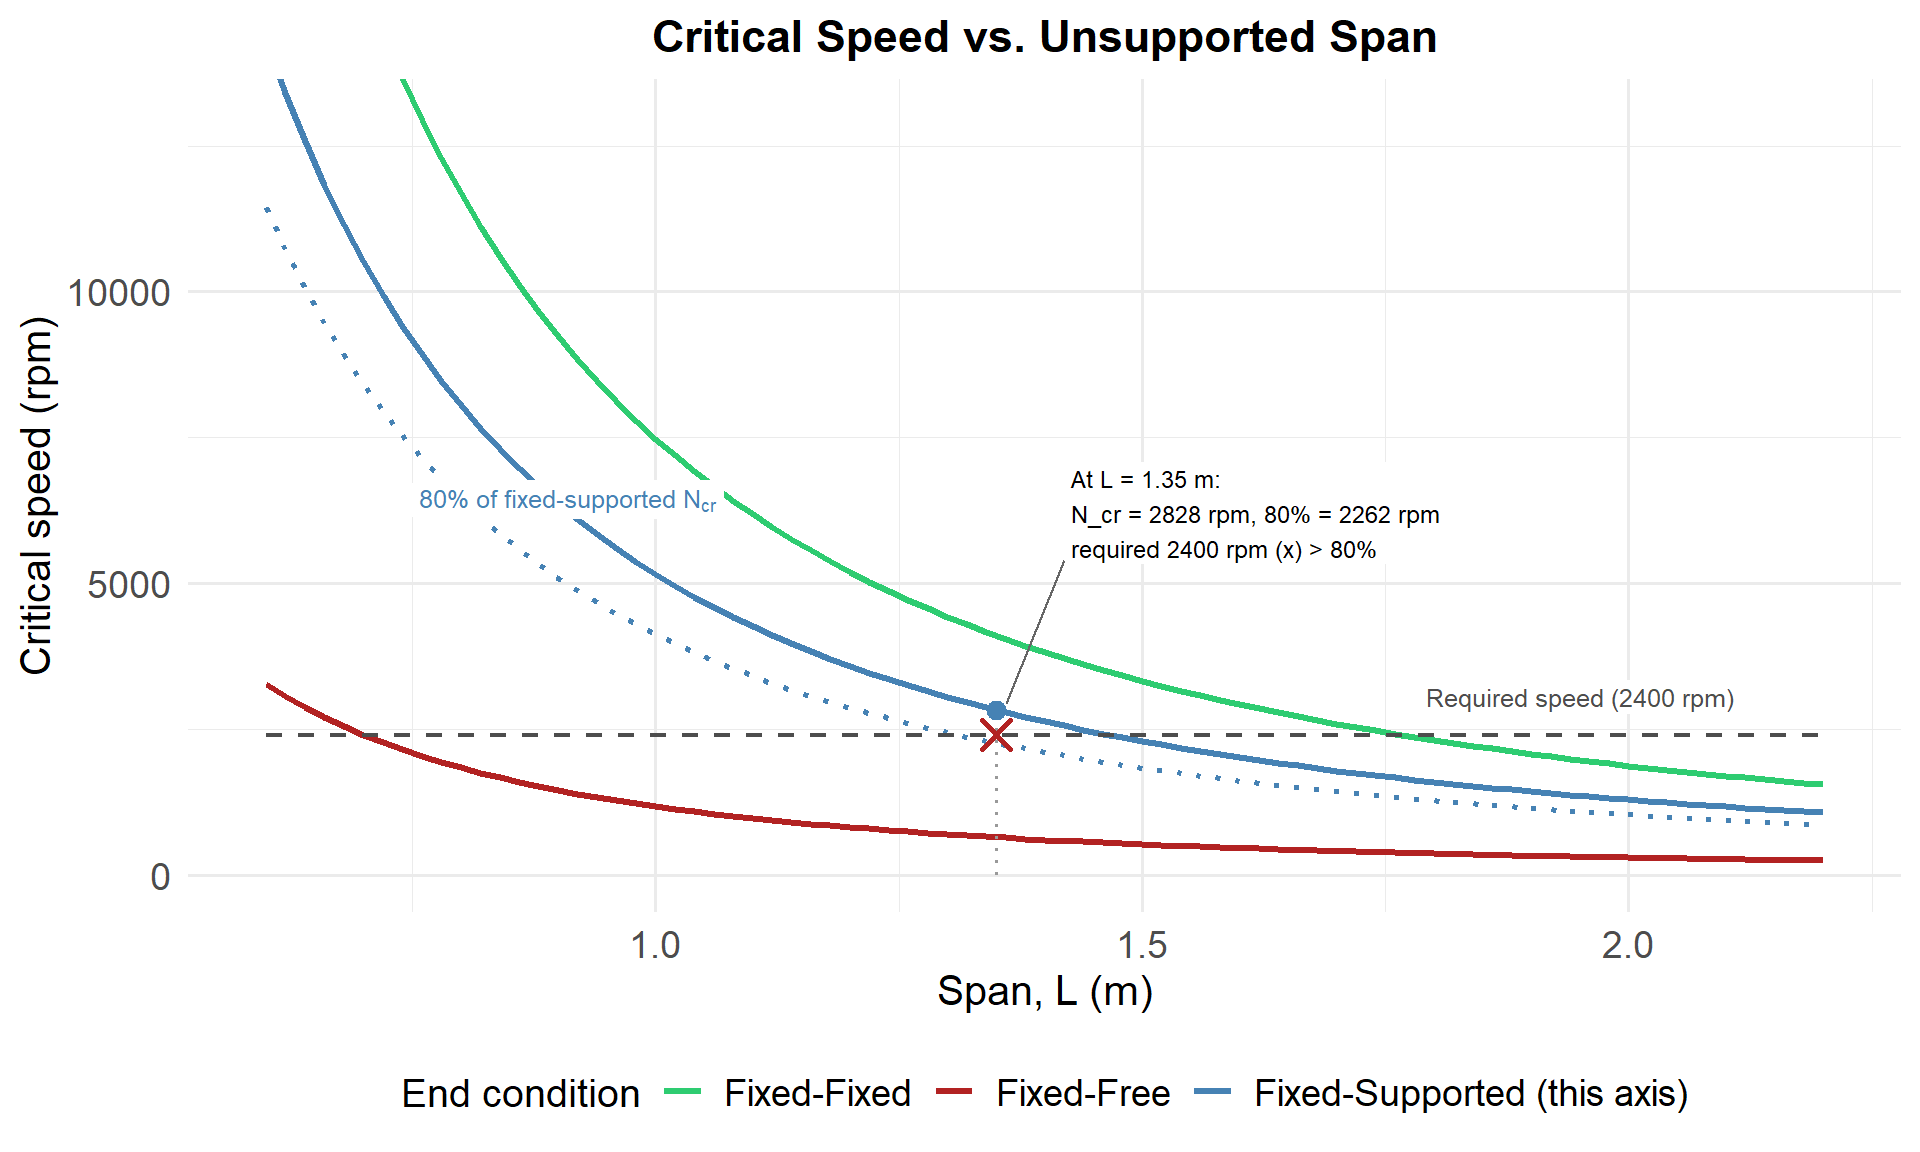 Critical Speed vs. Unsupported Span
Critical speed (rpm)
10000
5000
0
80% of fixed-supported Ncr
At L = 1.35 m:
N_cr = 2828 rpm, 80% = 2262 rpm
required 2400 rpm (x) > 80%
Required speed (2400 rpm)
1.0 1.5 2.0
Span, L (m)
End condition Fixed-Fixed Fixed-Free Fixed-Supported (this axis)